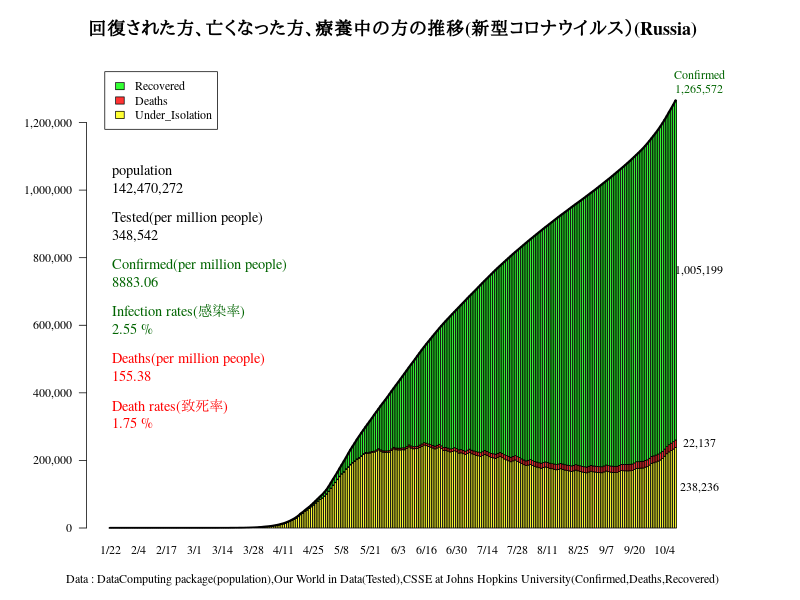 回復された方、亡くなった方、療養中の方の推移(新型コロナウイルス）(Russia)
Confirmed
1,265,572
Recovered
Deaths
Under_Isolation
1,200,000
1,000,000
800,000
600,000
400,000
200,000
0
population
142,470,272
Tested(per million people)
348,542
Confirmed(per million people)
8883.06
Infection rates(感染率)
2.55 %
Deaths(per million people)
155.38
Death rates(致死率)
1.75 %
1,005,199
22,137
238,236
1/22 2/4 2/17 3/1 3/14 3/28 4/11 4/25 5/8 5/21 6/3 6/16 6/30 7/14 7/28 8/11 8/25 9/7 9/20 10/4
Data : DataComputing package(population),Our World in Data(Tested),CSSE at Johns Hopkins University(Confirmed,Deaths,Recovered)